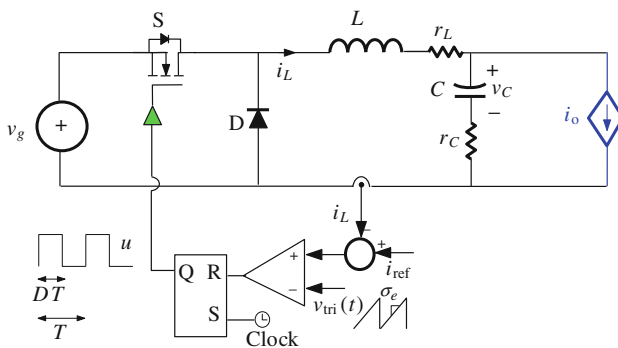 S
L
r_L
i_L
C
+
v_C
−
v_g
+
D
r_C
i_o
i_L
−
+
u
Q R
+
i_ref
DT
−
v_tri(t)
σ_e
S
T
Clock